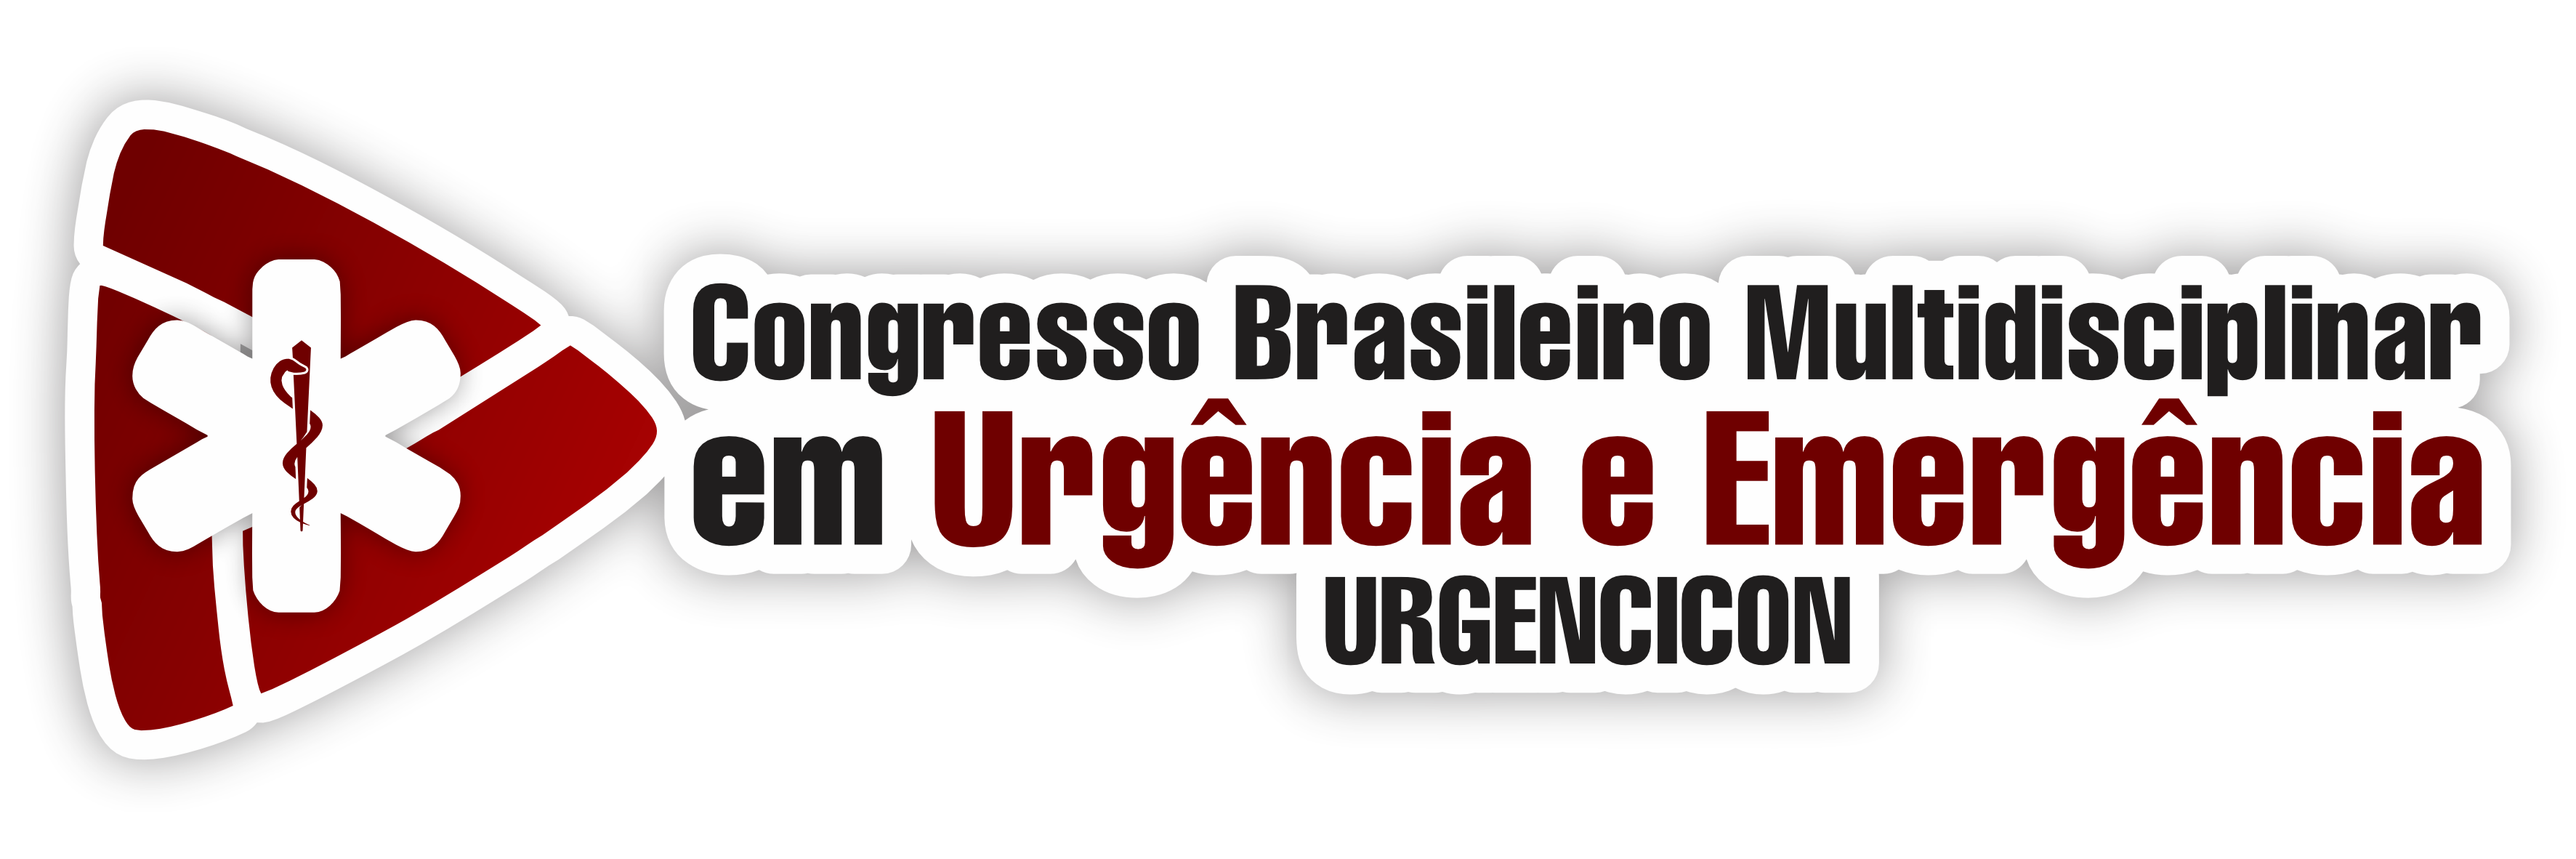 Congresso Brasileiro Multidisciplinar
em Urgência e Emergência
URGENCICON